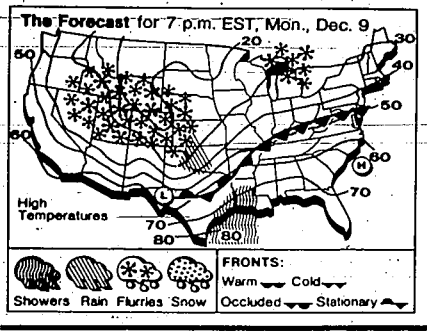 The Forecast for 7 p.m. EST, Mon., Dec. 9
20
30
50
40
50
60
60
H
L
70
High
Temperatures
70
80
80
FRONTS:
Warm Cold
Showers Rain Flurries Snow
Occluded Stationary